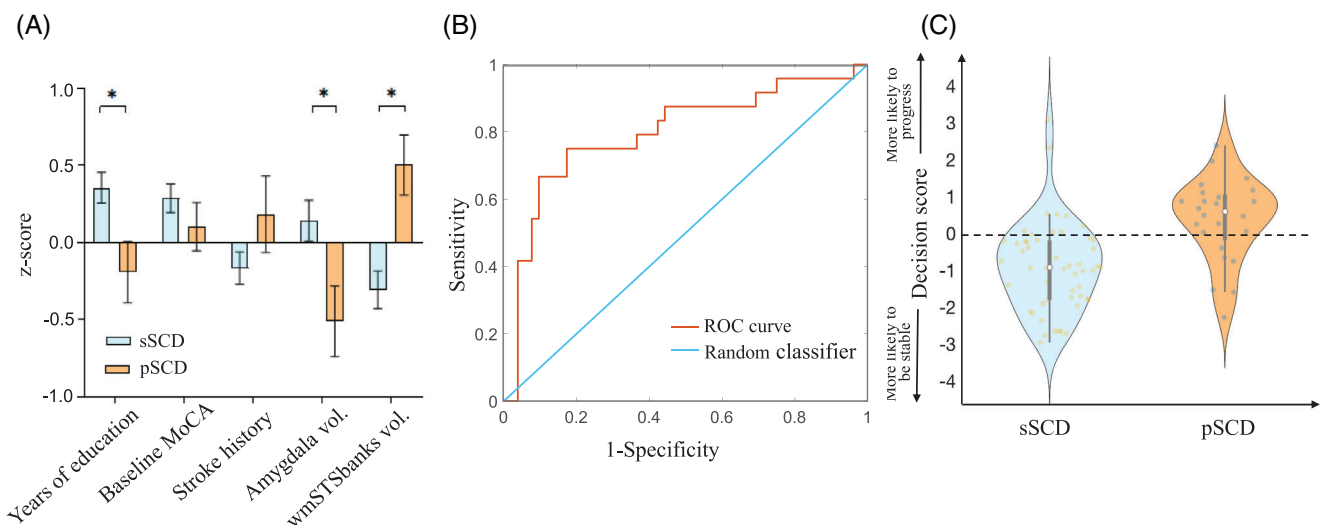 (A)
1.0
0.5
0.0
-0.5
-1.0
z-score
*
*
*
sSCD
pSCD
Years of education
Baseline MoCA
Stroke history
Amygdala vol.
wmSTSbanks vol.
(B)
1
0.8
0.6
0.4
0.2
0
Sensitivity
ROC curve
Random classifier
0
0.2
0.4
0.6
0.8
1
1-Specificity
(C)
More likely to
progress
Decision score
More likely to
be stable
4
3
2
1
0
-1
-2
-3
-4
sSCD
pSCD